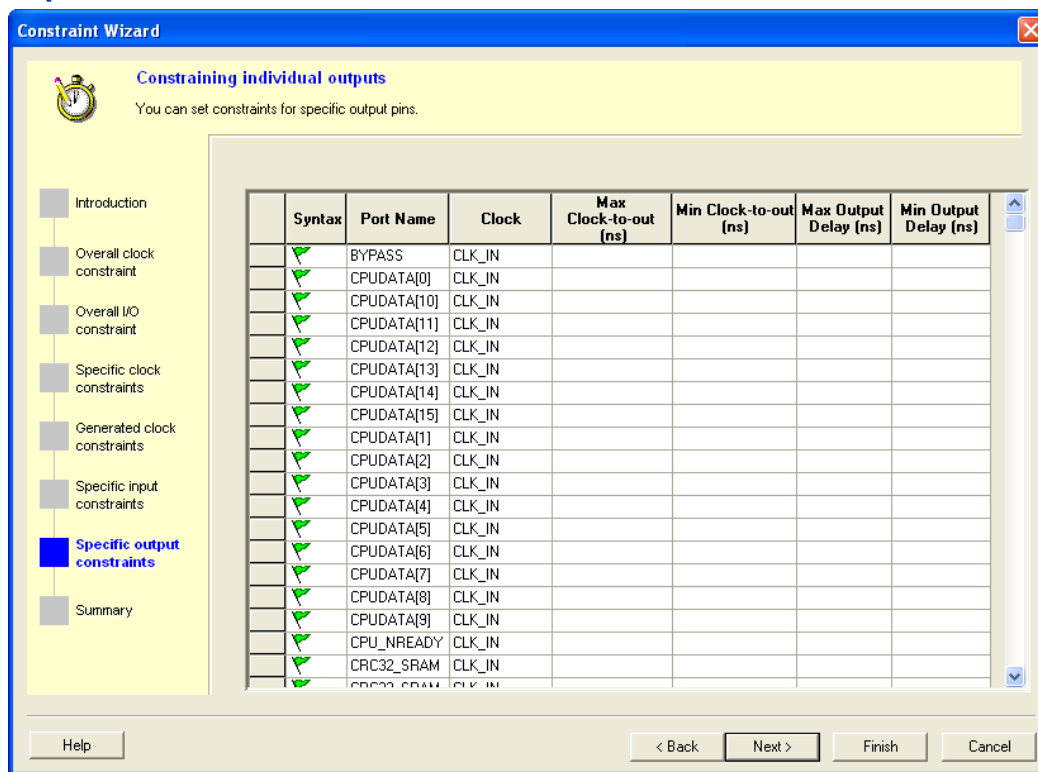 Constraint Wizard
Constraining individual outputs
You can set constraints for specific output pins.
Introduction
Overall clock
constraint
Overall I/O
constraint
Specific clock
constraints
Generated clock
constraints
Specific input
constraints
Specific output
constraints
Summary
Syntax Port Name Clock Max Clock-to-out (ns) Min Clock-to-out (ns) Max Output Delay (ns) Min Output Delay (ns)
BYPASS CLK_IN
CPUDATA[0] CLK_IN
CPUDATA[10] CLK_IN
CPUDATA[11] CLK_IN
CPUDATA[12] CLK_IN
CPUDATA[13] CLK_IN
CPUDATA[14] CLK_IN
CPUDATA[15] CLK_IN
CPUDATA[1] CLK_IN
CPUDATA[2] CLK_IN
CPUDATA[3] CLK_IN
CPUDATA[4] CLK_IN
CPUDATA[5] CLK_IN
CPUDATA[6] CLK_IN
CPUDATA[7] CLK_IN
CPUDATA[8] CLK_IN
CPUDATA[9] CLK_IN
CPU_NREADY CLK_IN
CRC32_SRAM CLK_IN
CRC32_SRAM CLK_IN
Help
< Back
Next >
Finish
Cancel